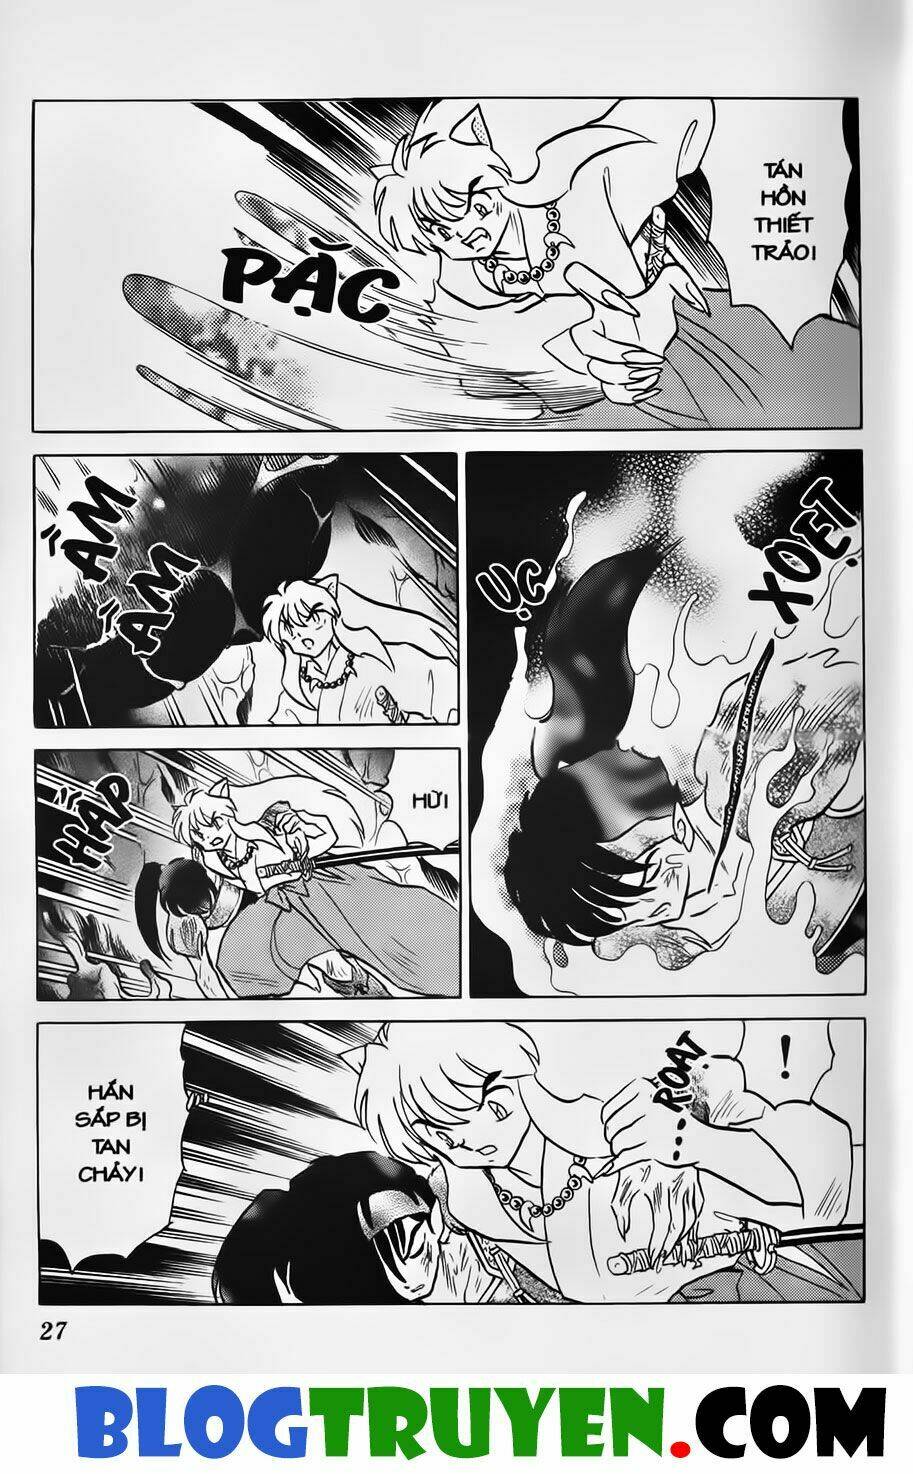 TÁN
HỒN
THIẾT
TRẢO!
PẶC
ẦM
ẦM
XOẸT
ỤC
HỪ!
HẤP
!
ROẠT
HẮN
SẮP BỊ
TAN
CHẢY!
27
BLOGTRUYEN.COM